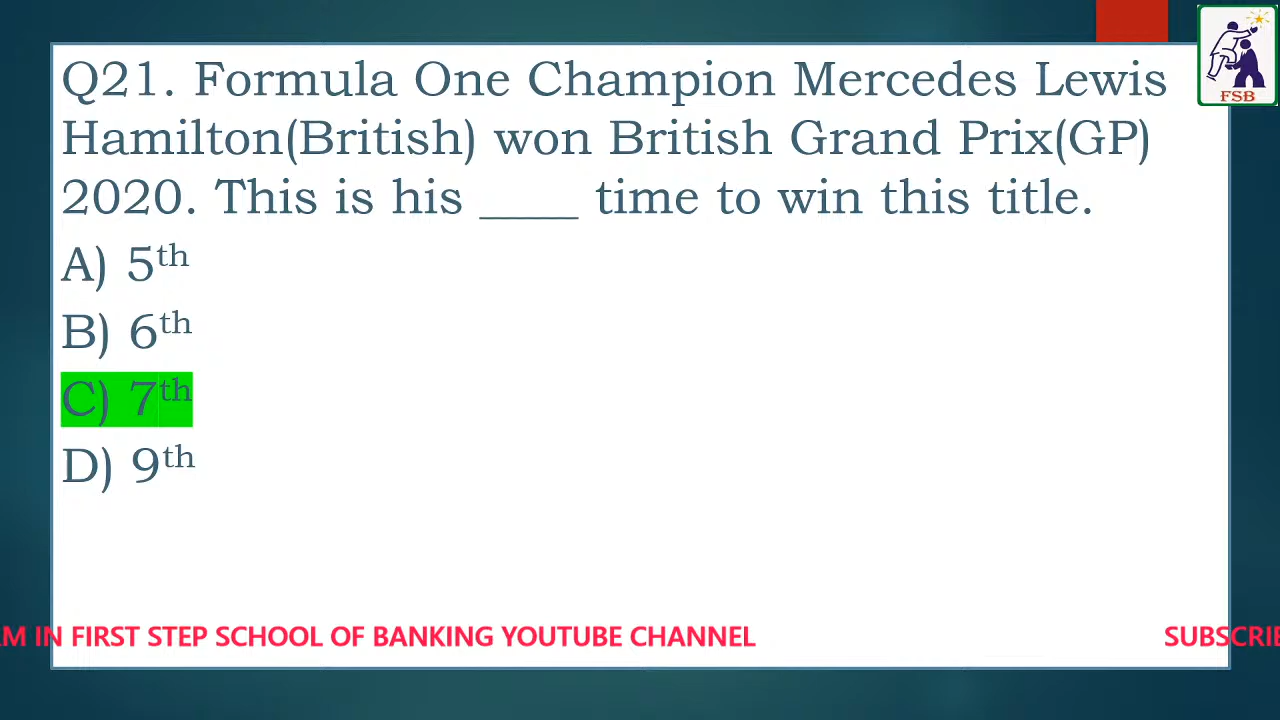 FSB
Q21. Formula One Champion Mercedes Lewis
Hamilton(British) won British Grand Prix(GP)
2020. This is his ____ time to win this title.
A) 5th
B) 6th
C) 7th
D) 9th
IN FIRST STEP SCHOOL OF BANKING YOUTUBE CHANNEL